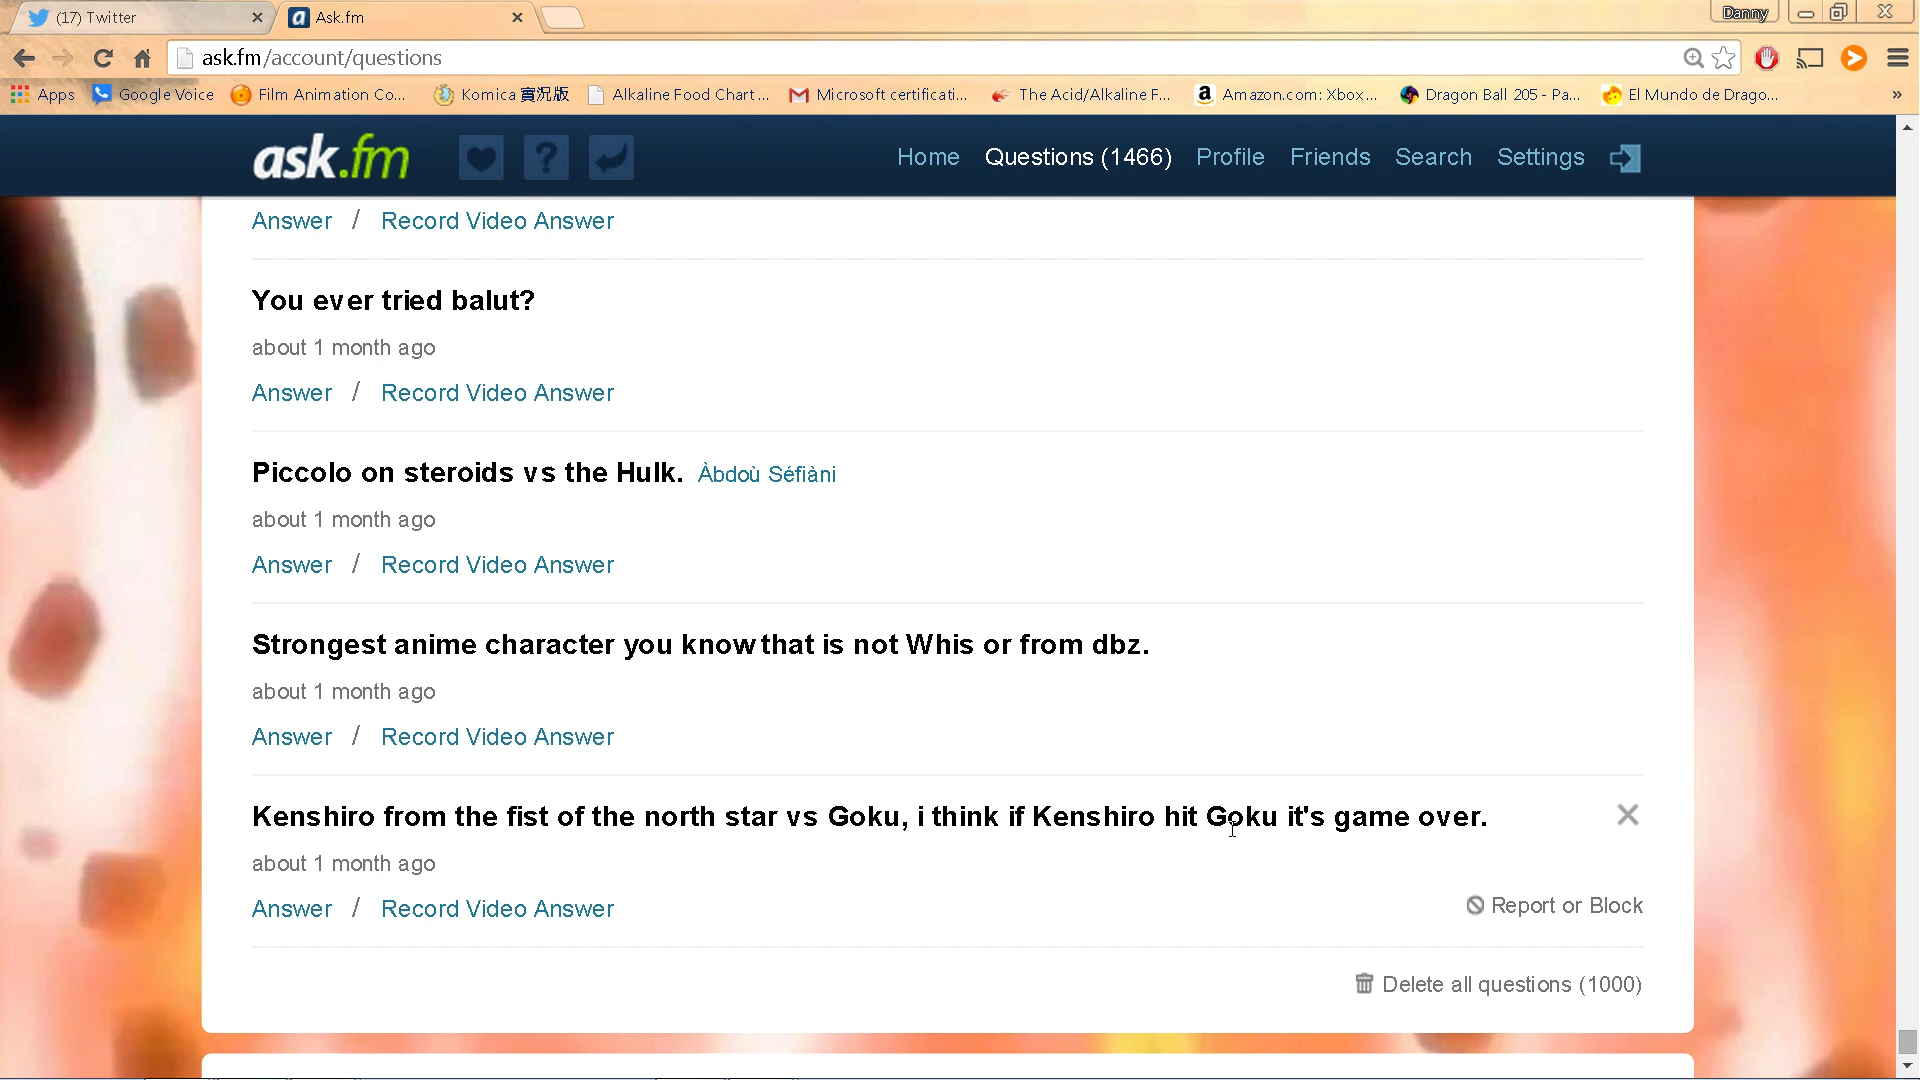 (17) Twitter
Ask.fm
Danny
ask.fm/account/questions
Apps Google Voice Film Animation Co... Komica 實況版 Alkaline Food Chart ... Microsoft certificati... The Acid/Alkaline F... Amazon.com: Xbox... Dragon Ball 205 - Pa... El Mundo de Drago... »
ask.fm Home Questions (1466) Profile Friends Search Settings
Answer / Record Video Answer
You ever tried balut?
about 1 month ago
Answer / Record Video Answer
Piccolo on steroids vs the Hulk. Àbdoù Séfiàni
about 1 month ago
Answer / Record Video Answer
Strongest anime character you know that is not Whis or from dbz.
about 1 month ago
Answer / Record Video Answer
Kenshiro from the fist of the north star vs Goku, i think if Kenshiro hit Goku it's game over.
about 1 month ago
Answer / Record Video Answer
Report or Block
Delete all questions (1000)